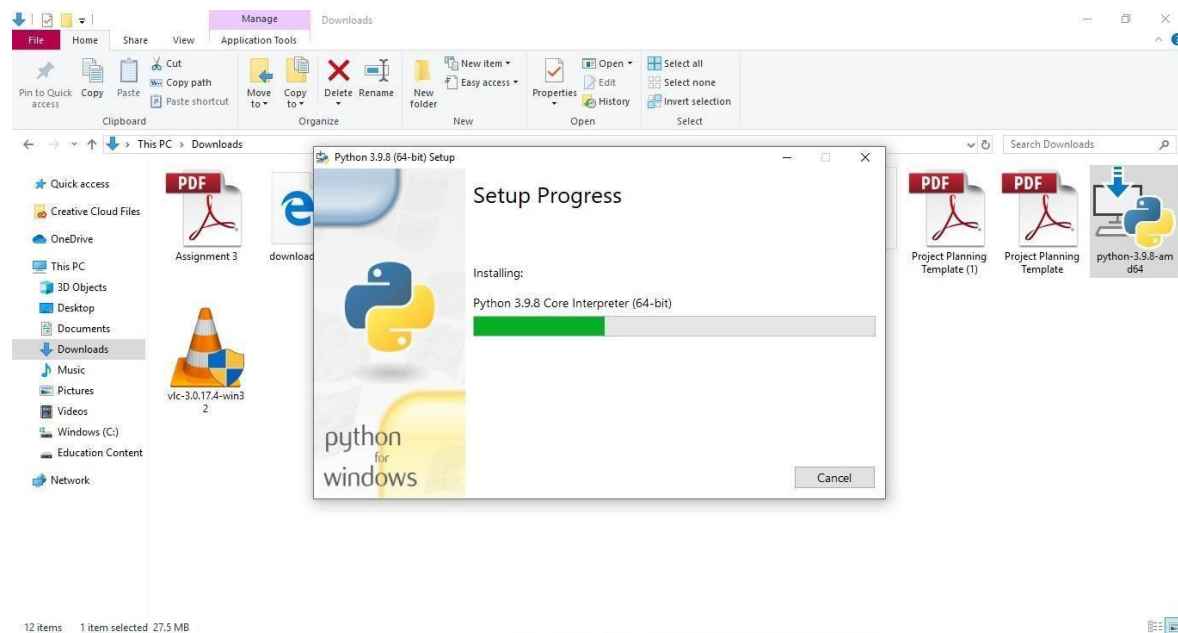 Manage
Downloads
File
Home
Share
View
Application Tools
Pin to Quick access
Copy
Paste
Cut
Copy path
Paste shortcut
Move to
Copy to
Delete
Rename
New folder
New item
Easy access
Properties
Open
Edit
History
Select all
Select none
Invert selection
Clipboard
Organize
New
Open
Select
This PC
Downloads
Search Downloads
Quick access
Creative Cloud Files
OneDrive
This PC
3D Objects
Desktop
Documents
Downloads
Music
Pictures
Videos
Windows (C:)
Education Content
Network
PDF
Assignment 3
download
vlc-3.0.17.4-win3
2
Python 3.9.8 (64-bit) Setup
Setup Progress
Installing:
Python 3.9.8 Core Interpreter (64-bit)
python
for
windows
Cancel
PDF
Project Planning
Template (1)
PDF
Project Planning
Template
python-3.9.8-am
d64
12 items
1 item selected 27.5 MB